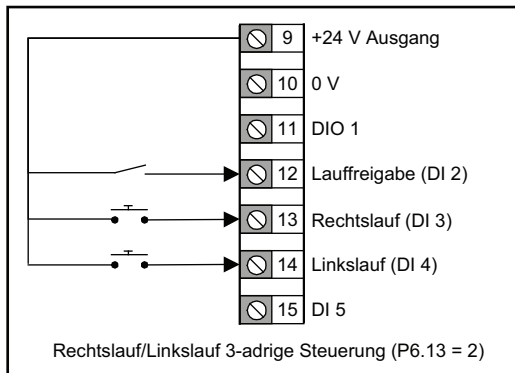 9 +24 V Ausgang
10 0 V
11 DIO 1
12 Lauffreigabe (DI 2)
13 Rechtslauf (DI 3)
14 Linkslauf (DI 4)
15 DI 5
Rechtslauf/Linkslauf 3-adrige Steuerung (P6.13 = 2)